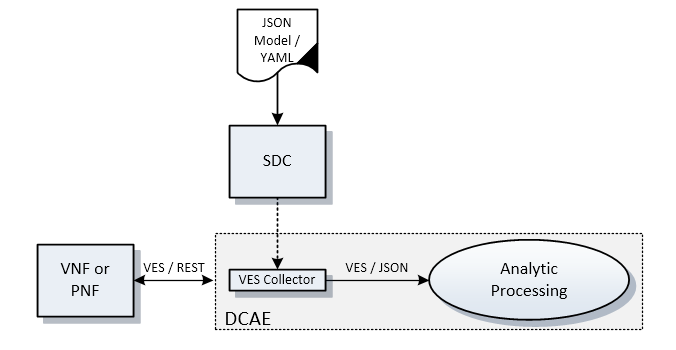 JSON
Model /
YAML
SDC
VNF or
PNF
VES / REST
VES Collector
VES / JSON
Analytic
Processing
DCAE